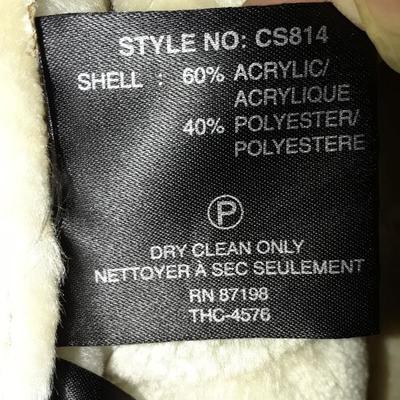 STYLE NO: CS814
SHELL : 60% ACRYLIC/
ACRYLIQUE
40% POLYESTER/
POLYESTERE
P
DRY CLEAN ONLY
NETTOYER À SEC SEULEMENT
RN 87198
THC-4576